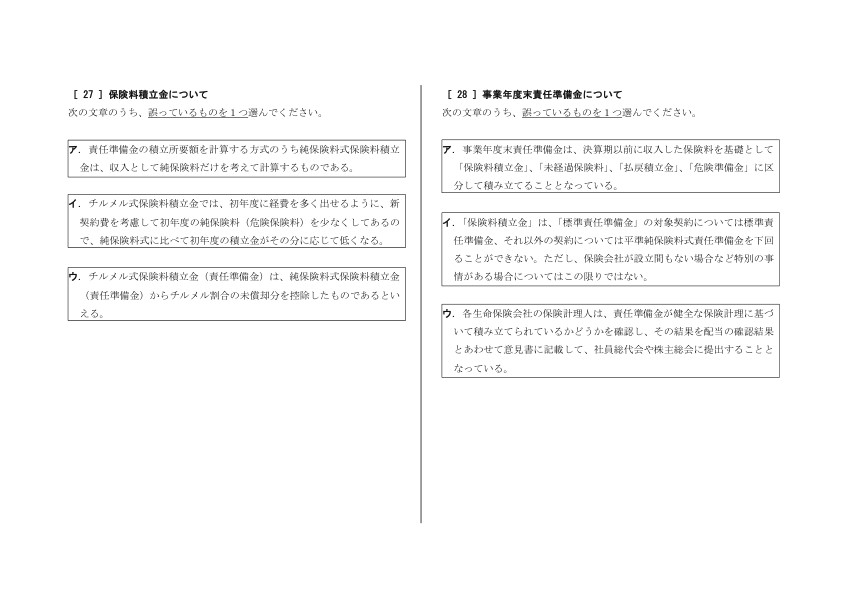 ［ 27 ］保険料積立金について
次の文章のうち、誤っているものを１つ選んでください。
ア．責任準備金の積立所要額を計算する方式のうち純保険料式保険料積立
金は、収入として純保険料だけを考えて計算するものである。
イ．チルメル式保険料積立金では、初年度に経費を多く出せるように、新
契約費を考慮して初年度の純保険料（危険保険料）を少なくしてあるの
で、純保険料式に比べて初年度の積立金がその分に応じて低くなる。
ウ．チルメル式保険料積立金（責任準備金）は、純保険料式保険料積立金
（責任準備金）からチルメル割合の未償却分を控除したものであるとい
える。
［ 28 ］事業年度末責任準備金について
次の文章のうち、誤っているものを１つ選んでください。
ア．事業年度末責任準備金は、決算期以前に収入した保険料を基礎として
「保険料積立金」、「未経過保険料」、「払戻積立金」、「危険準備金」に区
分して積み立てることとなっている。
イ．「保険料積立金」は、「標準責任準備金」の対象契約については標準責
任準備金、それ以外の契約については平準純保険料式責任準備金を下回
ることができない。ただし、保険会社が設立間もない場合など特別の事
情がある場合についてはこの限りではない。
ウ．各生命保険会社の保険計理人は、責任準備金が健全な保険計理に基づ
いて積み立てられているかどうかを確認し、その結果を配当の確認結果
とあわせて意見書に記載して、社員総代会や株主総会に提出することと
なっている。